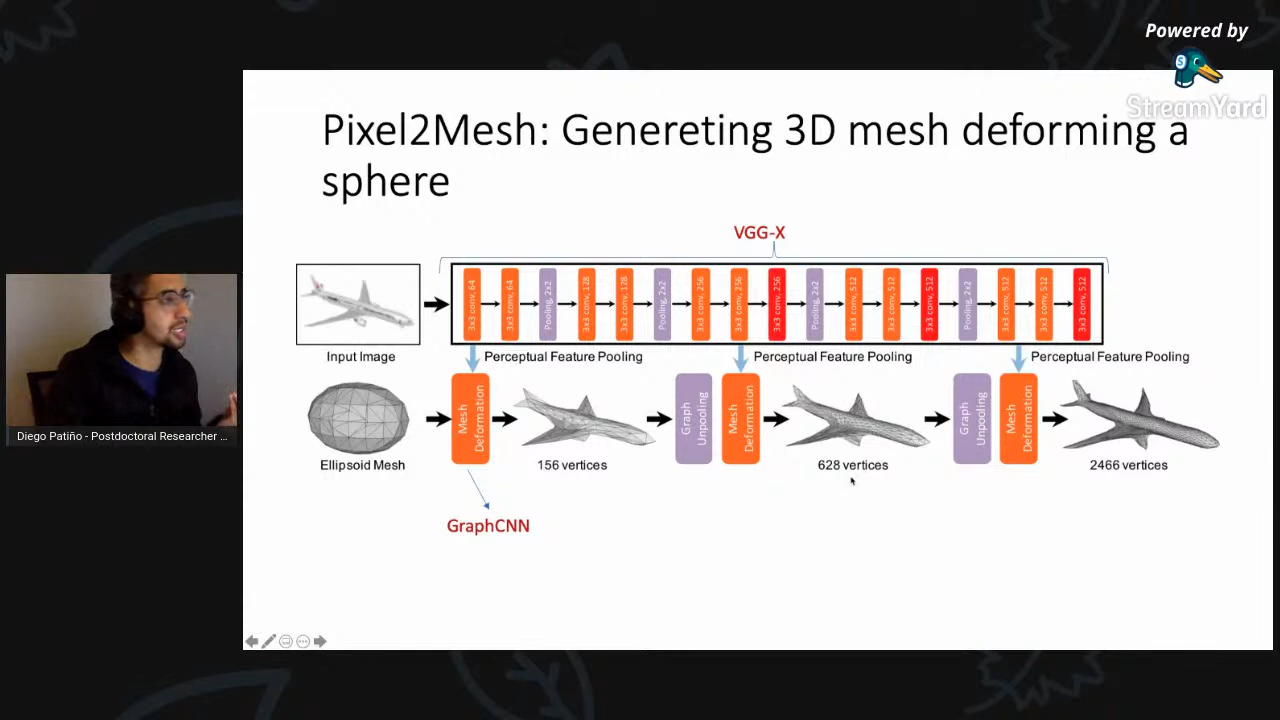 Powered by
S
StreamYard
Pixel2Mesh: Genereting 3D mesh deforming a
sphere
VGG-X
3x3 conv, 64
3x3 conv, 64
Pooling, 2x2
3x3 conv, 128
3x3 conv, 128
Pooling, 2x2
3x3 conv, 256
3x3 conv, 256
3x3 conv, 256
Pooling, 2x2
3x3 conv, 512
3x3 conv, 512
3x3 conv, 512
Pooling, 2x2
3x3 conv, 512
3x3 conv, 512
3x3 conv, 512
Input Image
Perceptual Feature Pooling
Perceptual Feature Pooling
Perceptual Feature Pooling
Mesh
Deformation
Graph
Unpooling
Mesh
Deformation
Graph
Unpooling
Mesh
Deformation
Ellipsoid Mesh
156 vertices
628 vertices
2466 vertices
GraphCNN
Diego Patiño - Postdoctoral Researcher ...